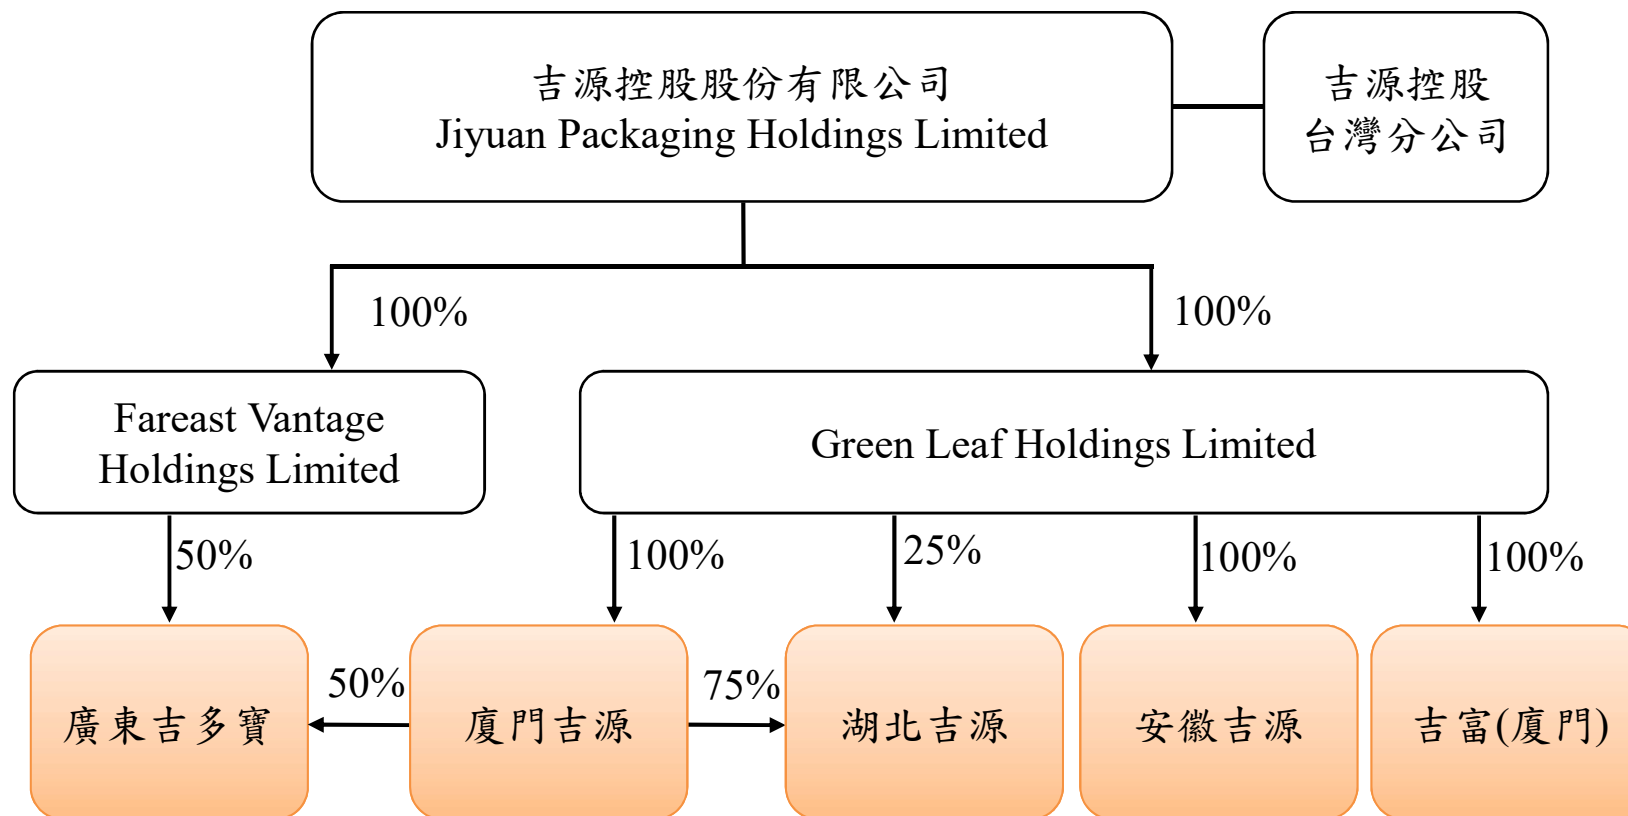 吉源控股股份有限公司
Jiyuan Packaging Holdings Limited
吉源控股
台灣分公司
100%
100%
Fareast Vantage
Holdings Limited
Green Leaf Holdings Limited
50%
100%
25%
100%
100%
廣東吉多寶
50%
廈門吉源
75%
湖北吉源
安徽吉源
吉富(廈門)